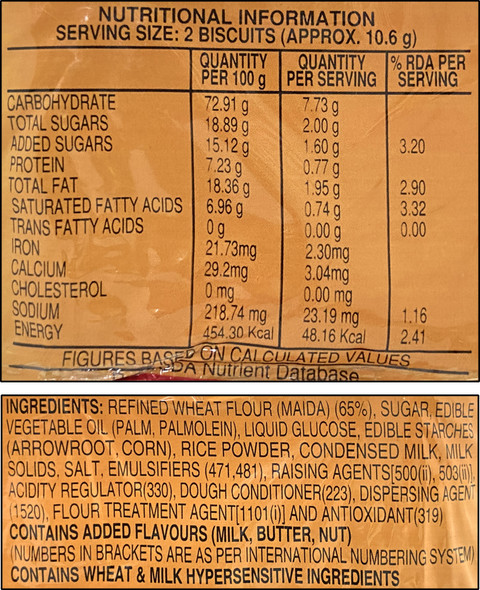 NUTRITIONAL INFORMATION
SERVING SIZE: 2 BISCUITS (APPROX. 10.6 g)
QUANTITY PER 100 g QUANTITY PER SERVING % RDA PER SERVING
CARBOHYDRATE 72.91 g 7.73 g
TOTAL SUGARS 18.89 g 2.00 g
ADDED SUGARS 15.12 g 1.60 g 3.20
PROTEIN 7.23 g 0.77 g
TOTAL FAT 18.36 g 1.95 g 2.90
SATURATED FATTY ACIDS 6.96 g 0.74 g 3.32
TRANS FATTY ACIDS 0 g 0.00 g 0.00
IRON 21.73mg 2.30mg
CALCIUM 29.2mg 3.04mg
CHOLESTEROL 0 mg 0.00 mg
SODIUM 218.74 mg 23.19 mg 1.16
ENERGY 454.30 Kcal 48.16 Kcal 2.41
FIGURES BASED ON CALCULATED VALUES
Nutrient Database
INGREDIENTS: REFINED WHEAT FLOUR (MAIDA) (65%), SUGAR, EDIBLE
VEGETABLE OIL (PALM, PALMOLEIN), LIQUID GLUCOSE, EDIBLE STARCHES
(ARROWROOT, CORN), RICE POWDER, CONDENSED MILK, MILK
SOLIDS, SALT, EMULSIFIERS (471,481), RAISING AGENTS[500(ii), 503(ii)],
ACIDITY REGULATOR(330), DOUGH CONDITIONER(223), DISPERSING AGENT
(1520), FLOUR TREATMENT AGENT[1101(i)] AND ANTIOXIDANT(319)
CONTAINS ADDED FLAVOURS (MILK, BUTTER, NUT)
(NUMBERS IN BRACKETS ARE AS PER INTERNATIONAL NUMBERING SYSTEM)
CONTAINS WHEAT & MILK HYPERSENSITIVE INGREDIENTS